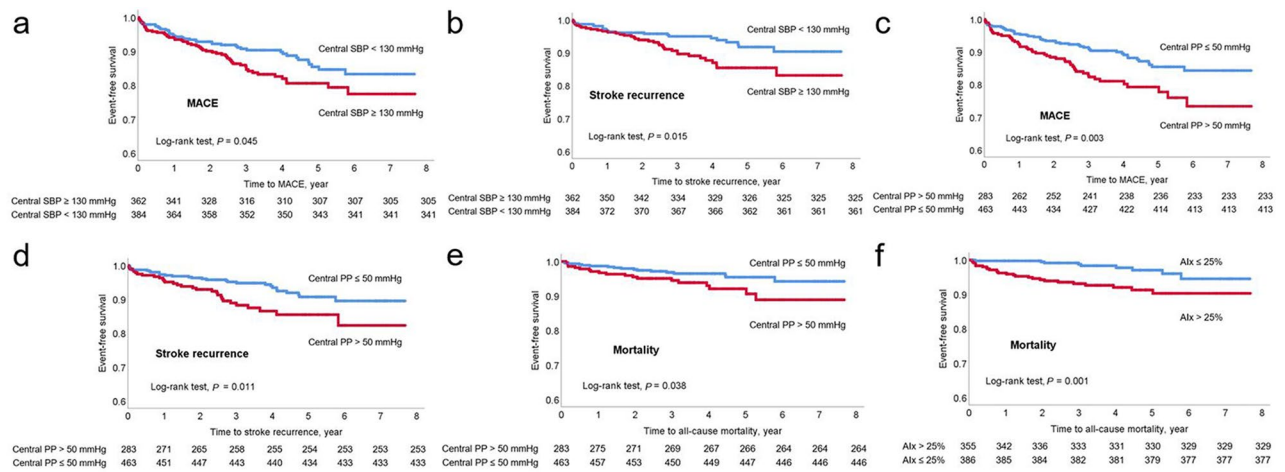 a
1.0
0.9
0.8
0.7
0.6
Event-free survival
Central SBP < 130 mmHg
MACE
Central SBP ≥ 130 mmHg
Log-rank test, P = 0.045
1 2 3 4 5 6 7 8
Time to MACE, year
Central SBP ≥ 130 mmHg 362 341 328 316 310 307 307 305 305
Central SBP < 130 mmHg 384 364 358 352 350 343 341 341 341
b
1.0
0.9
0.8
0.7
0.6
Event-free survival
Central SBP < 130 mmHg
Stroke recurrence
Central SBP ≥ 130 mmHg
Log-rank test, P = 0.015
1 2 3 4 5 6 7 8
Time to stroke recurrence, year
Central SBP ≥ 130 mmHg 362 350 342 334 329 326 325 325 325
Central SBP < 130 mmHg 384 372 370 367 366 362 361 361 361
c
1.0
0.9
0.8
0.7
0.6
Event-free survival
Central PP ≤ 50 mmHg
MACE
Central PP > 50 mmHg
Log-rank test, P = 0.003
0 1 2 3 4 5 6 7 8
Time to MACE, year
Central PP > 50 mmHg 283 262 252 241 238 236 233 233 233
Central PP ≤ 50 mmHg 463 443 434 427 422 414 413 413 413
d
1.0
0.9
0.8
0.7
0.6
Event-free survival
Central PP ≤ 50 mmHg
Central PP > 50 mmHg
Stroke recurrence
Log-rank test, P = 0.011
0 1 2 3 4 5 6 7 8
Time to stroke recurrence, year
Central PP > 50 mmHg 283 271 265 258 255 254 253 253 253
Central PP ≤ 50 mmHg 463 451 447 443 440 434 433 433 433
e
1.0
0.9
0.8
0.7
0.6
Event-free survival
Central PP ≤ 50 mmHg
Central PP > 50 mmHg
Mortality
Log-rank test, P = 0.038
0 1 2 3 4 5 6 7 8
Time to all-cause mortality, year
Central PP > 50 mmHg 283 275 271 269 267 266 264 264 264
Central PP ≤ 50 mmHg 463 457 453 450 449 447 446 446 446
f
1.0
0.9
0.8
0.7
0.6
Event-free survival
AIx ≤ 25%
AIx > 25%
Mortality
Log-rank test, P = 0.001
0 1 2 3 4 5 6 7 8
Time to all-cause mortality, year
AIx > 25% 355 342 336 333 331 330 329 329 329
AIx ≤ 25% 386 385 384 382 381 379 377 377 377